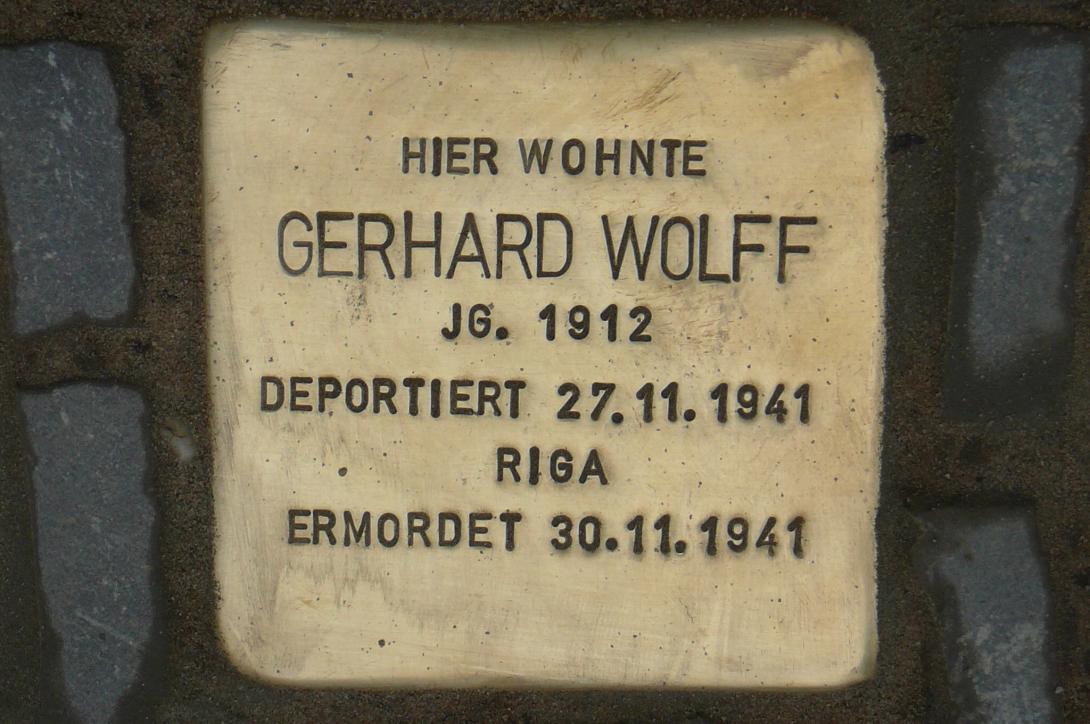 HIER WOHNTE
GERHARD WOLFF
JG. 1912
DEPORTIERT 27.11.1941
RIGA
ERMORDET 30.11.1941